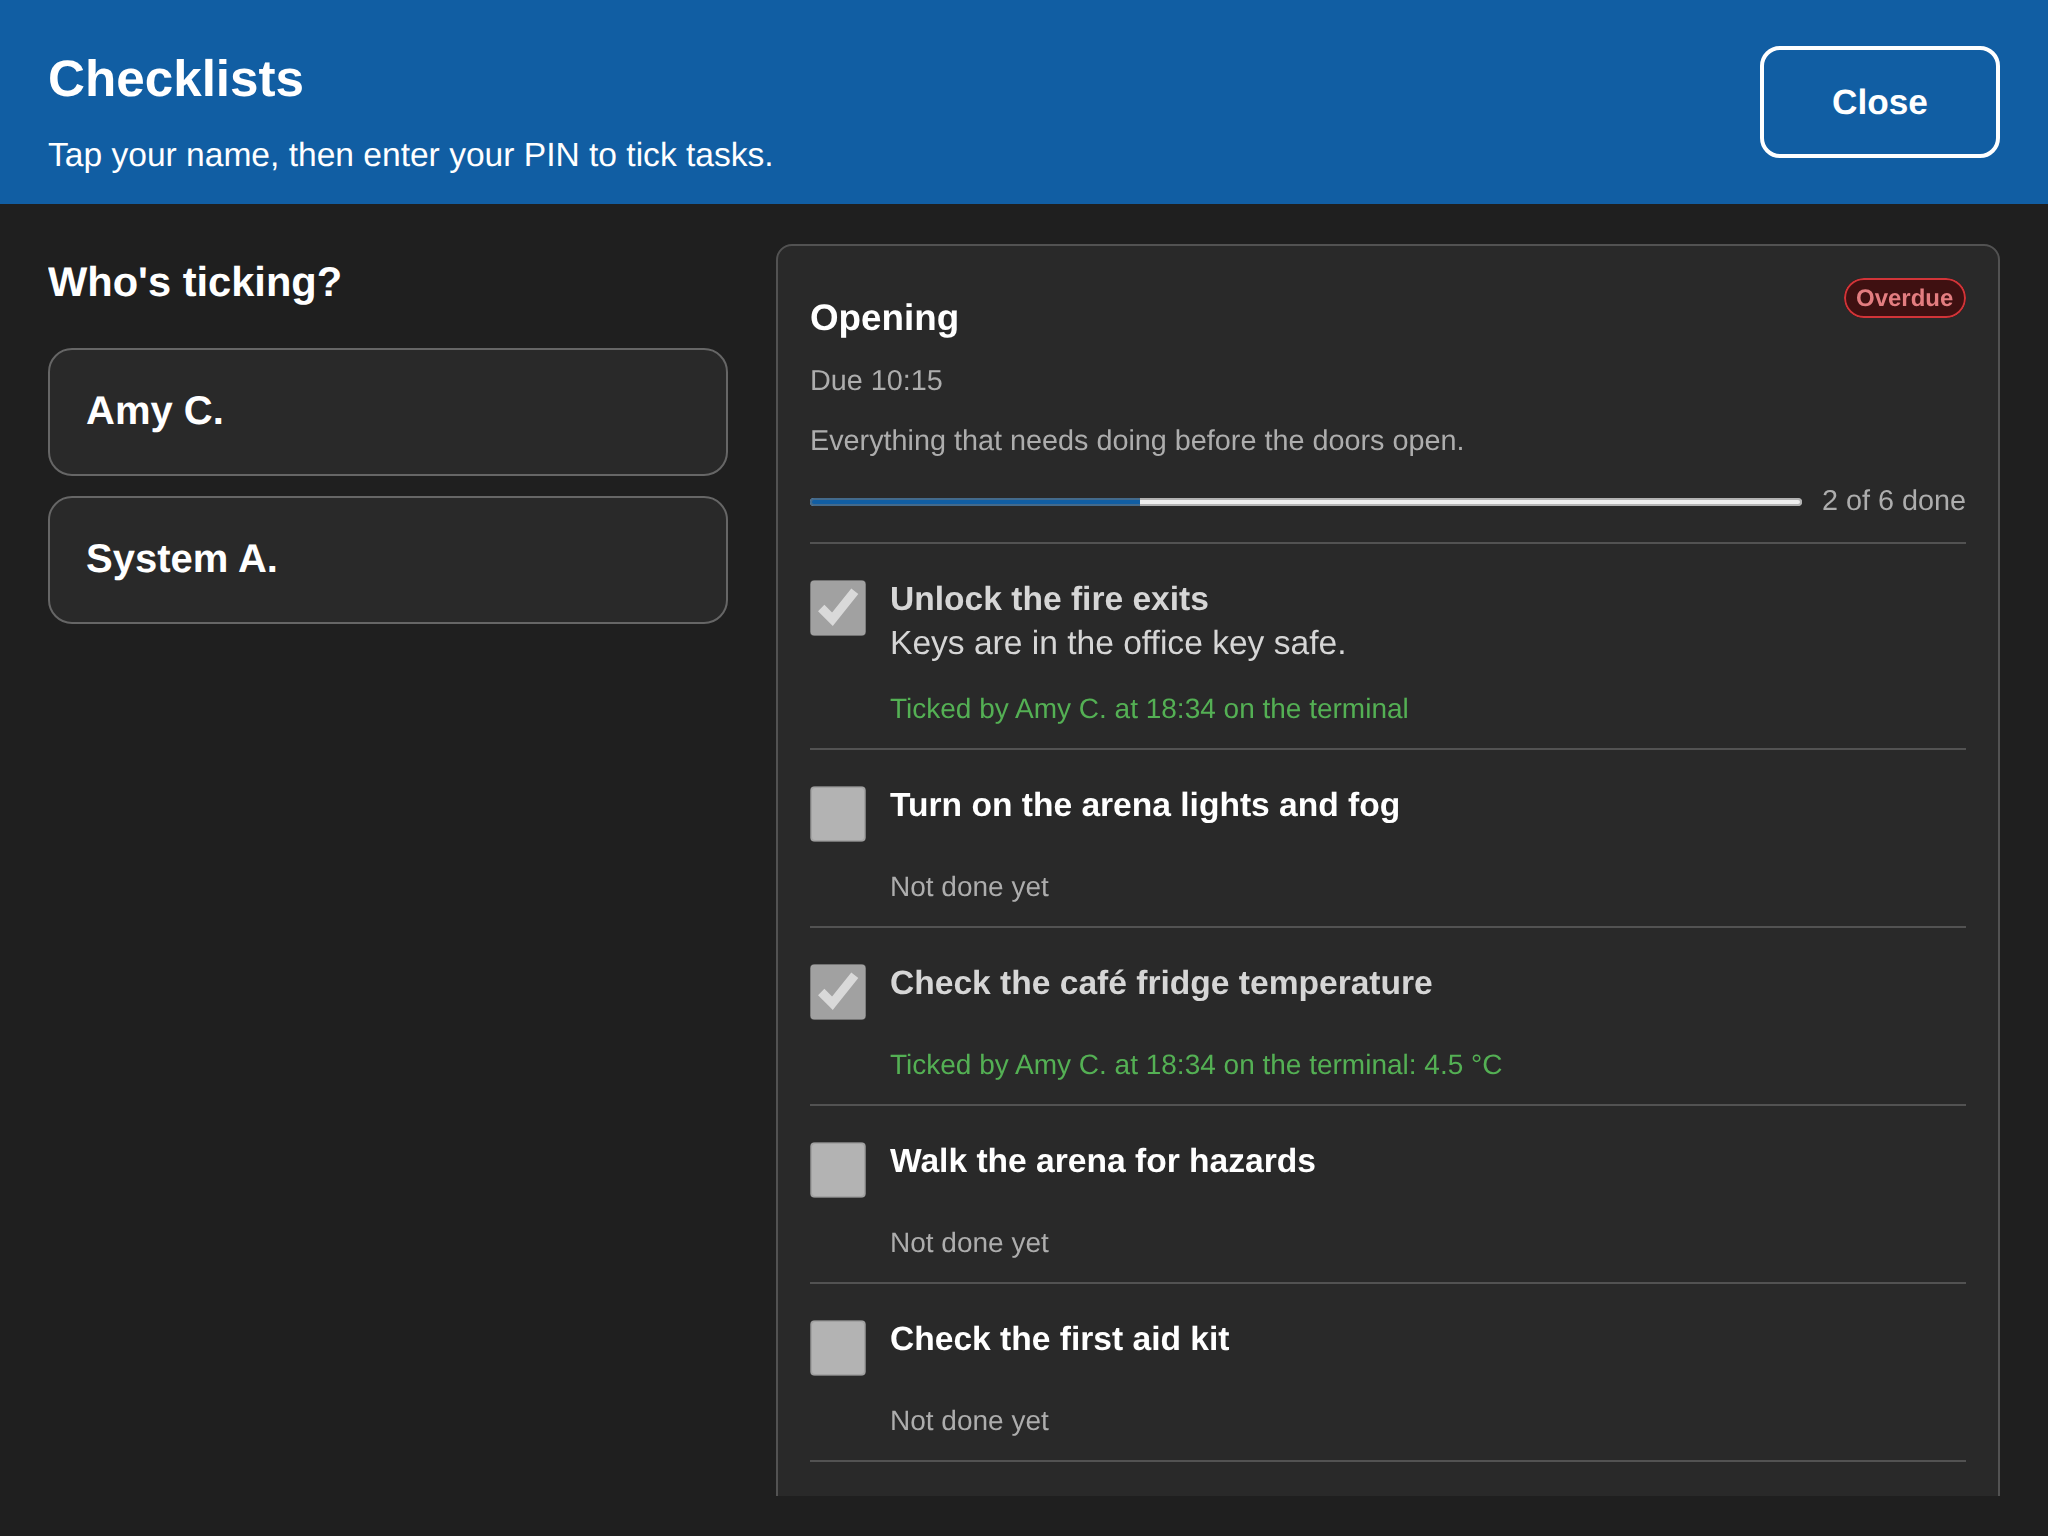 Checklists
Tap your name, then enter your PIN to tick tasks.
Close
Who's ticking?
Amy C.
System A.
Opening
Overdue
Due 10:15
Everything that needs doing before the doors open.
2 of 6 done
Unlock the fire exits
Keys are in the office key safe.
Ticked by Amy C. at 18:34 on the terminal
Turn on the arena lights and fog
Not done yet
Check the café fridge temperature
Ticked by Amy C. at 18:34 on the terminal: 4.5 °C
Walk the arena for hazards
Not done yet
Check the first aid kit
Not done yet